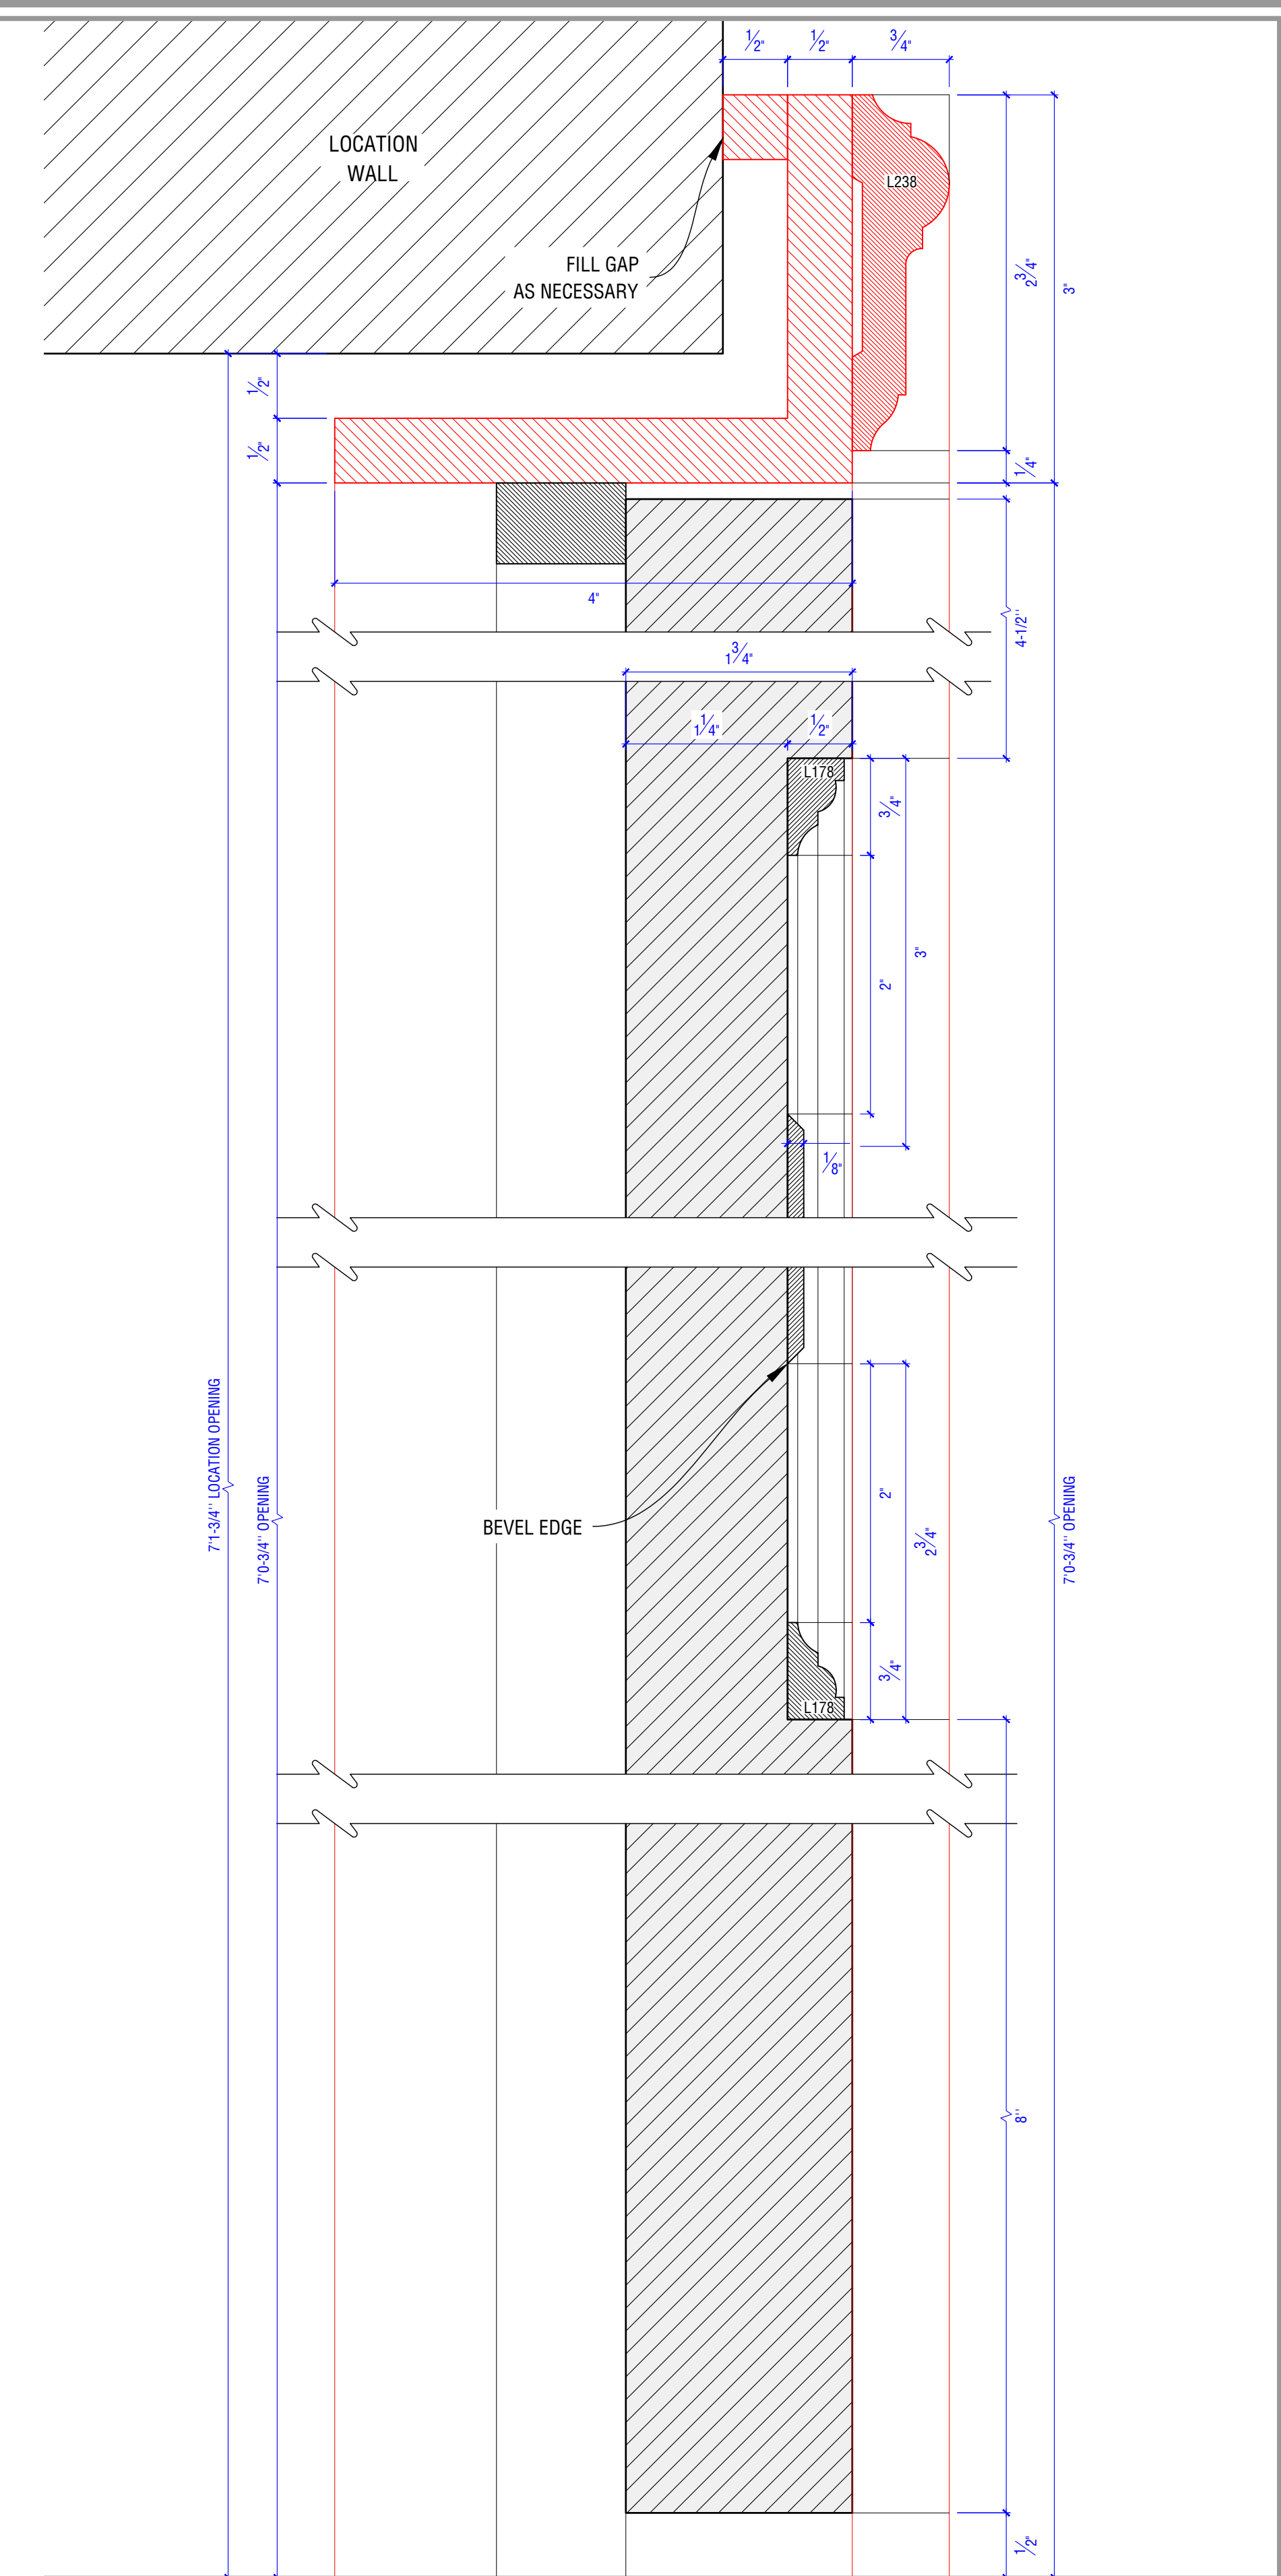 1/2"
1/2"
3/4"
LOCATION
WALL
L238
FILL GAP
AS NECESSARY
2 3/4"
3"
1/2"
1/2"
1/4"
4"
4-1/2"
1 3/4"
1 1/4"
1/2"
L178
3/4"
3"
2"
1/8"
7'1-3/4" LOCATION OPENING
7'0-3/4" OPENING
BEVEL EDGE
2"
2 3/4"
7'0-3/4" OPENING
3/4"
L178
8"
1/2"